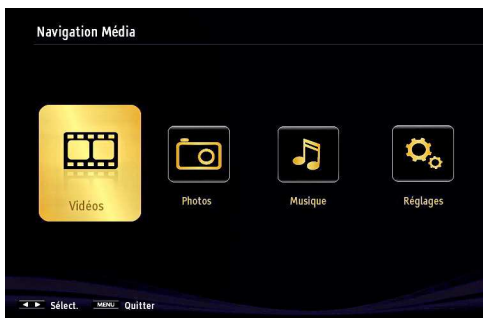 Navigation Média
Vidéos Photos Musique Réglages
Sélect. MENU Quitter